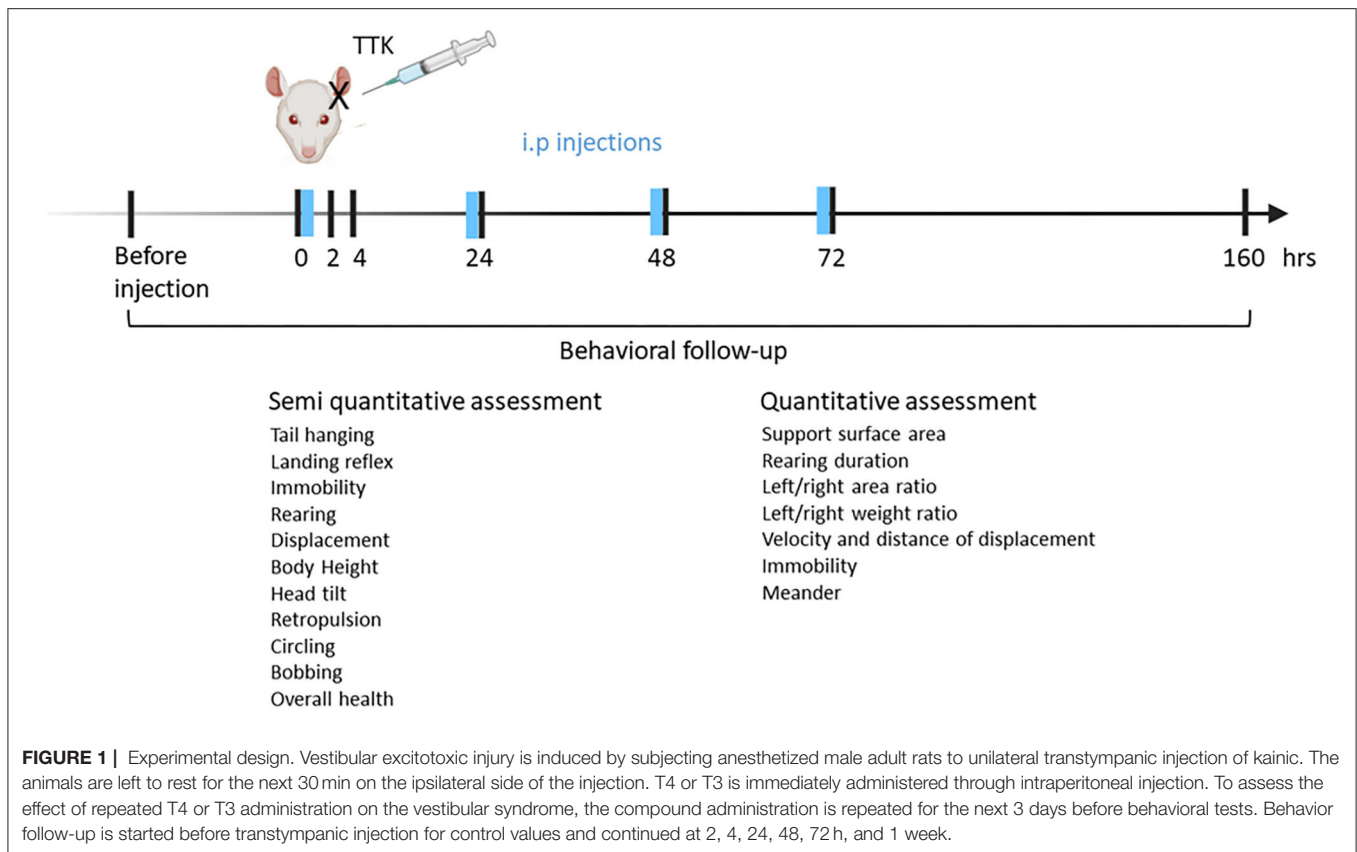 TTK
X
i.p injections
Before
injection
0 2 4 24 48 72 160 hrs
Behavioral follow-up
Semi quantitative assessment
Tail hanging
Landing reflex
Immobility
Rearing
Displacement
Body Height
Head tilt
Retropulsion
Circling
Bobbing
Overall health
Quantitative assessment
Support surface area
Rearing duration
Left/right area ratio
Left/right weight ratio
Velocity and distance of displacement
Immobility
Meander
FIGURE 1 | Experimental design. Vestibular excitotoxic injury is induced by subjecting anesthetized male adult rats to unilateral transtympanic injection of kainic. The
animals are left to rest for the next 30 min on the ipsilateral side of the injection. T4 or T3 is immediately administered through intraperitoneal injection. To assess the
effect of repeated T4 or T3 administration on the vestibular syndrome, the compound administration is repeated for the next 3 days before behavioral tests. Behavior
follow-up is started before transtympanic injection for control values and continued at 2, 4, 24, 48, 72 h, and 1 week.